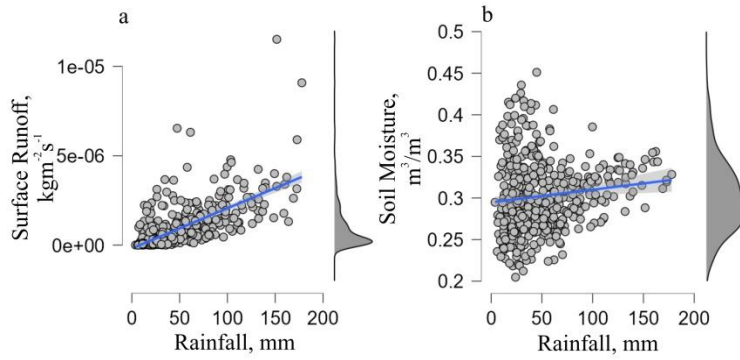 a
Surface Runoff,
kgm⁻²s⁻¹
1e-05
5e-06
0e+00
0 50 100 150 200
Rainfall, mm
b
Soil Moisture,
m³/m³
0.5
0.45
0.4
0.35
0.3
0.25
0.2
0 50 100 150 200
Rainfall, mm